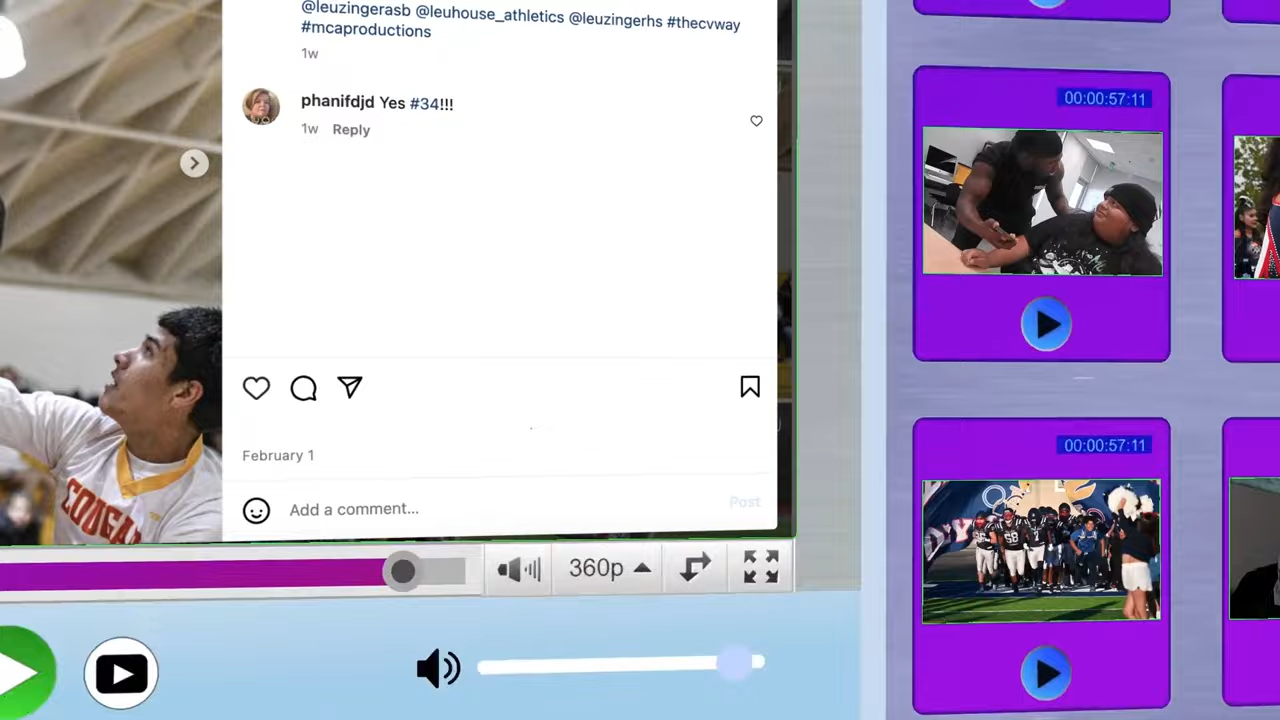 @leuzingerasb @leuhouse_athletics @leuzingerhs #thecvway
#mcaproductions
1w
phanifdjd Yes #34!!!
1w Reply
February 1
Add a comment...
Post
COUGA
360p
00:00:57:11
00:00:57:11